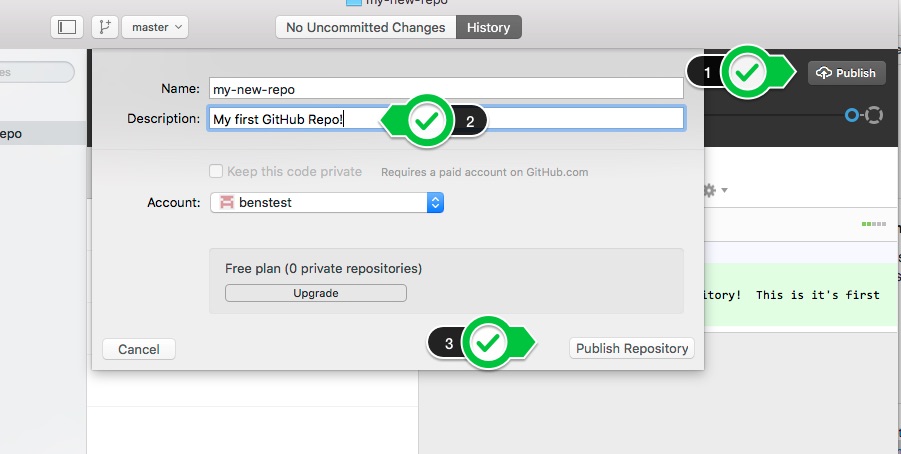 my-new-repo
master
No Uncommitted Changes
History
1
Publish
Name: my-new-repo
Description: My first GitHub Repo!
2
Keep this code private Requires a paid account on GitHub.com
Account: benstest
Free plan (0 private repositories)
Upgrade
itory! This is it's first
3
Cancel
Publish Repository